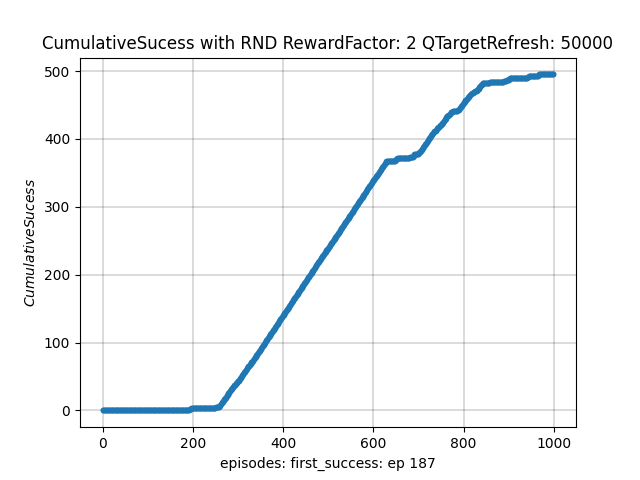 CumulativeSucess with RND RewardFactor: 2 QTargetRefresh: 50000
500
400
300
200
100
0
CumulativeSucess
0 200 400 600 800 1000
episodes: first_success: ep 187